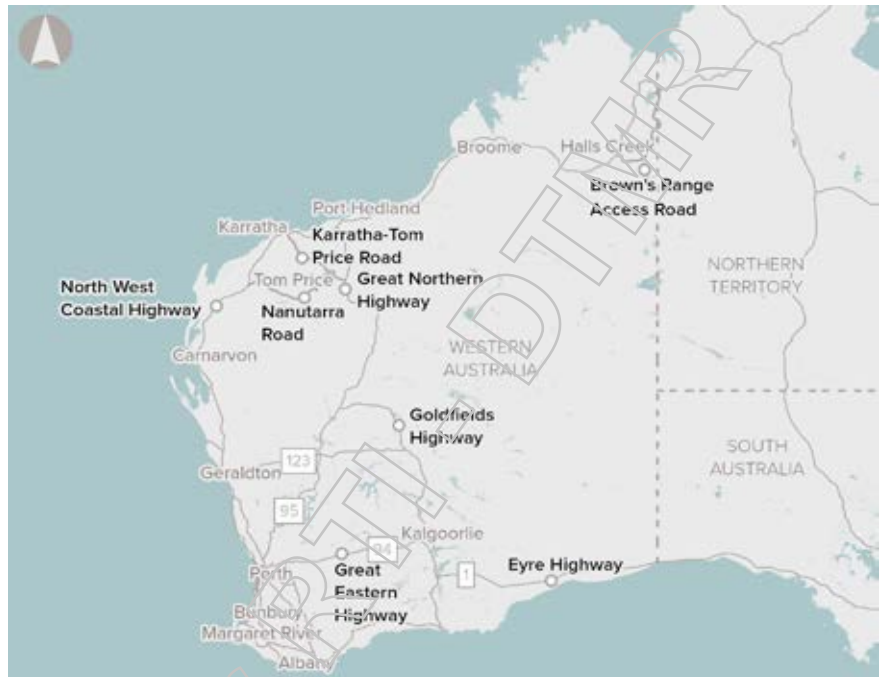 Broome
Halls Creek
Brown's Range
Access Road
Port Hedland
Karratha
Karratha-Tom
Price Road
Tom Price
Great Northern
Highway
North West
Coastal Highway
Nanutarra
Road
Carnarvon
NORTHERN
TERRITORY
WESTERN
AUSTRALIA
Goldfields
Highway
SOUTH
AUSTRALIA
123
Geraldton
95
Kalgoorlie
94
Eyre Highway
1
Perth
Great
Eastern
Highway
Bunbury
Margaret River
Albany
RTI - DTMR